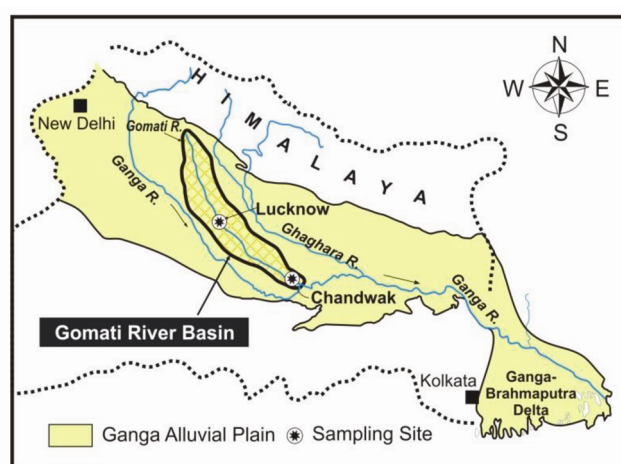 N
W E
S
HIMALAYA
New Delhi
Gomati R.
Ganga R.
Lucknow
Ghaghara R.
Chandwak
Ganga R.
Gomati River Basin
Kolkata
Ganga-
Brahmaputra
Delta
Ganga Alluvial Plain
Sampling Site